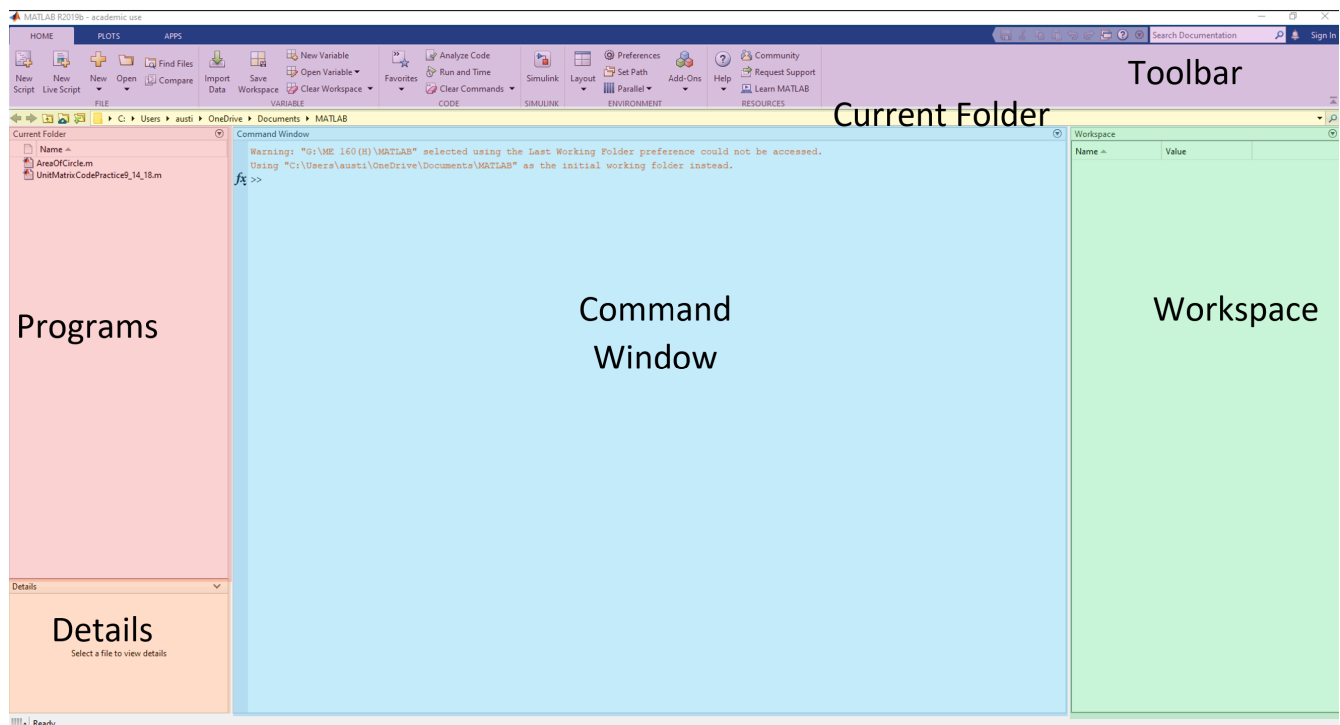 MATLAB R2019b - academic use
HOME PLOTS APPS
Search Documentation
Sign In
New Script
New Live Script
New
Open
Find Files
Compare
Import Data
Save Workspace
New Variable
Open Variable
Clear Workspace
Favorites
Analyze Code
Run and Time
Clear Commands
Simulink
Layout
Preferences
Set Path
Parallel
Add-Ons
Help
Community
Request Support
Learn MATLAB
FILE VARIABLE CODE SIMULINK ENVIRONMENT RESOURCES
Toolbar
C: Users austi OneDrive Documents MATLAB
Current Folder
Current Folder
Name
AreaOfCircle.m
UnitMatrixCodePractice9_14_18.m
Programs
Details
Details
Select a file to view details
Command Window
Warning: "G:\ME 160(H)\MATLAB" selected using the Last Working Folder preference could not be accessed.
Using "C:\Users\austi\OneDrive\Documents\MATLAB" as the initial working folder instead.
fx >>
Command
Window
Workspace
Name Value
Workspace
Ready